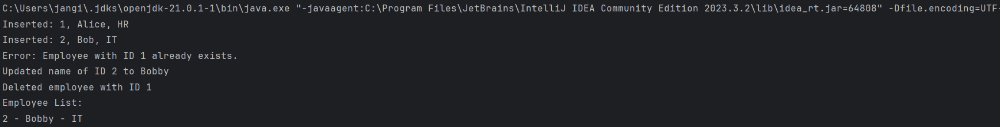 C:\Users\jangi\.jdks\openjdk-21.0.1-1\bin\java.exe "-javaagent:C:\Program Files\JetBrains\IntelliJ IDEA Community Edition 2023.3.2\lib\idea_rt.jar=64808" -Dfile.encoding=UTF-
Inserted: 1, Alice, HR
Inserted: 2, Bob, IT
Error: Employee with ID 1 already exists.
Updated name of ID 2 to Bobby
Deleted employee with ID 1
Employee List:
2 - Bobby - IT